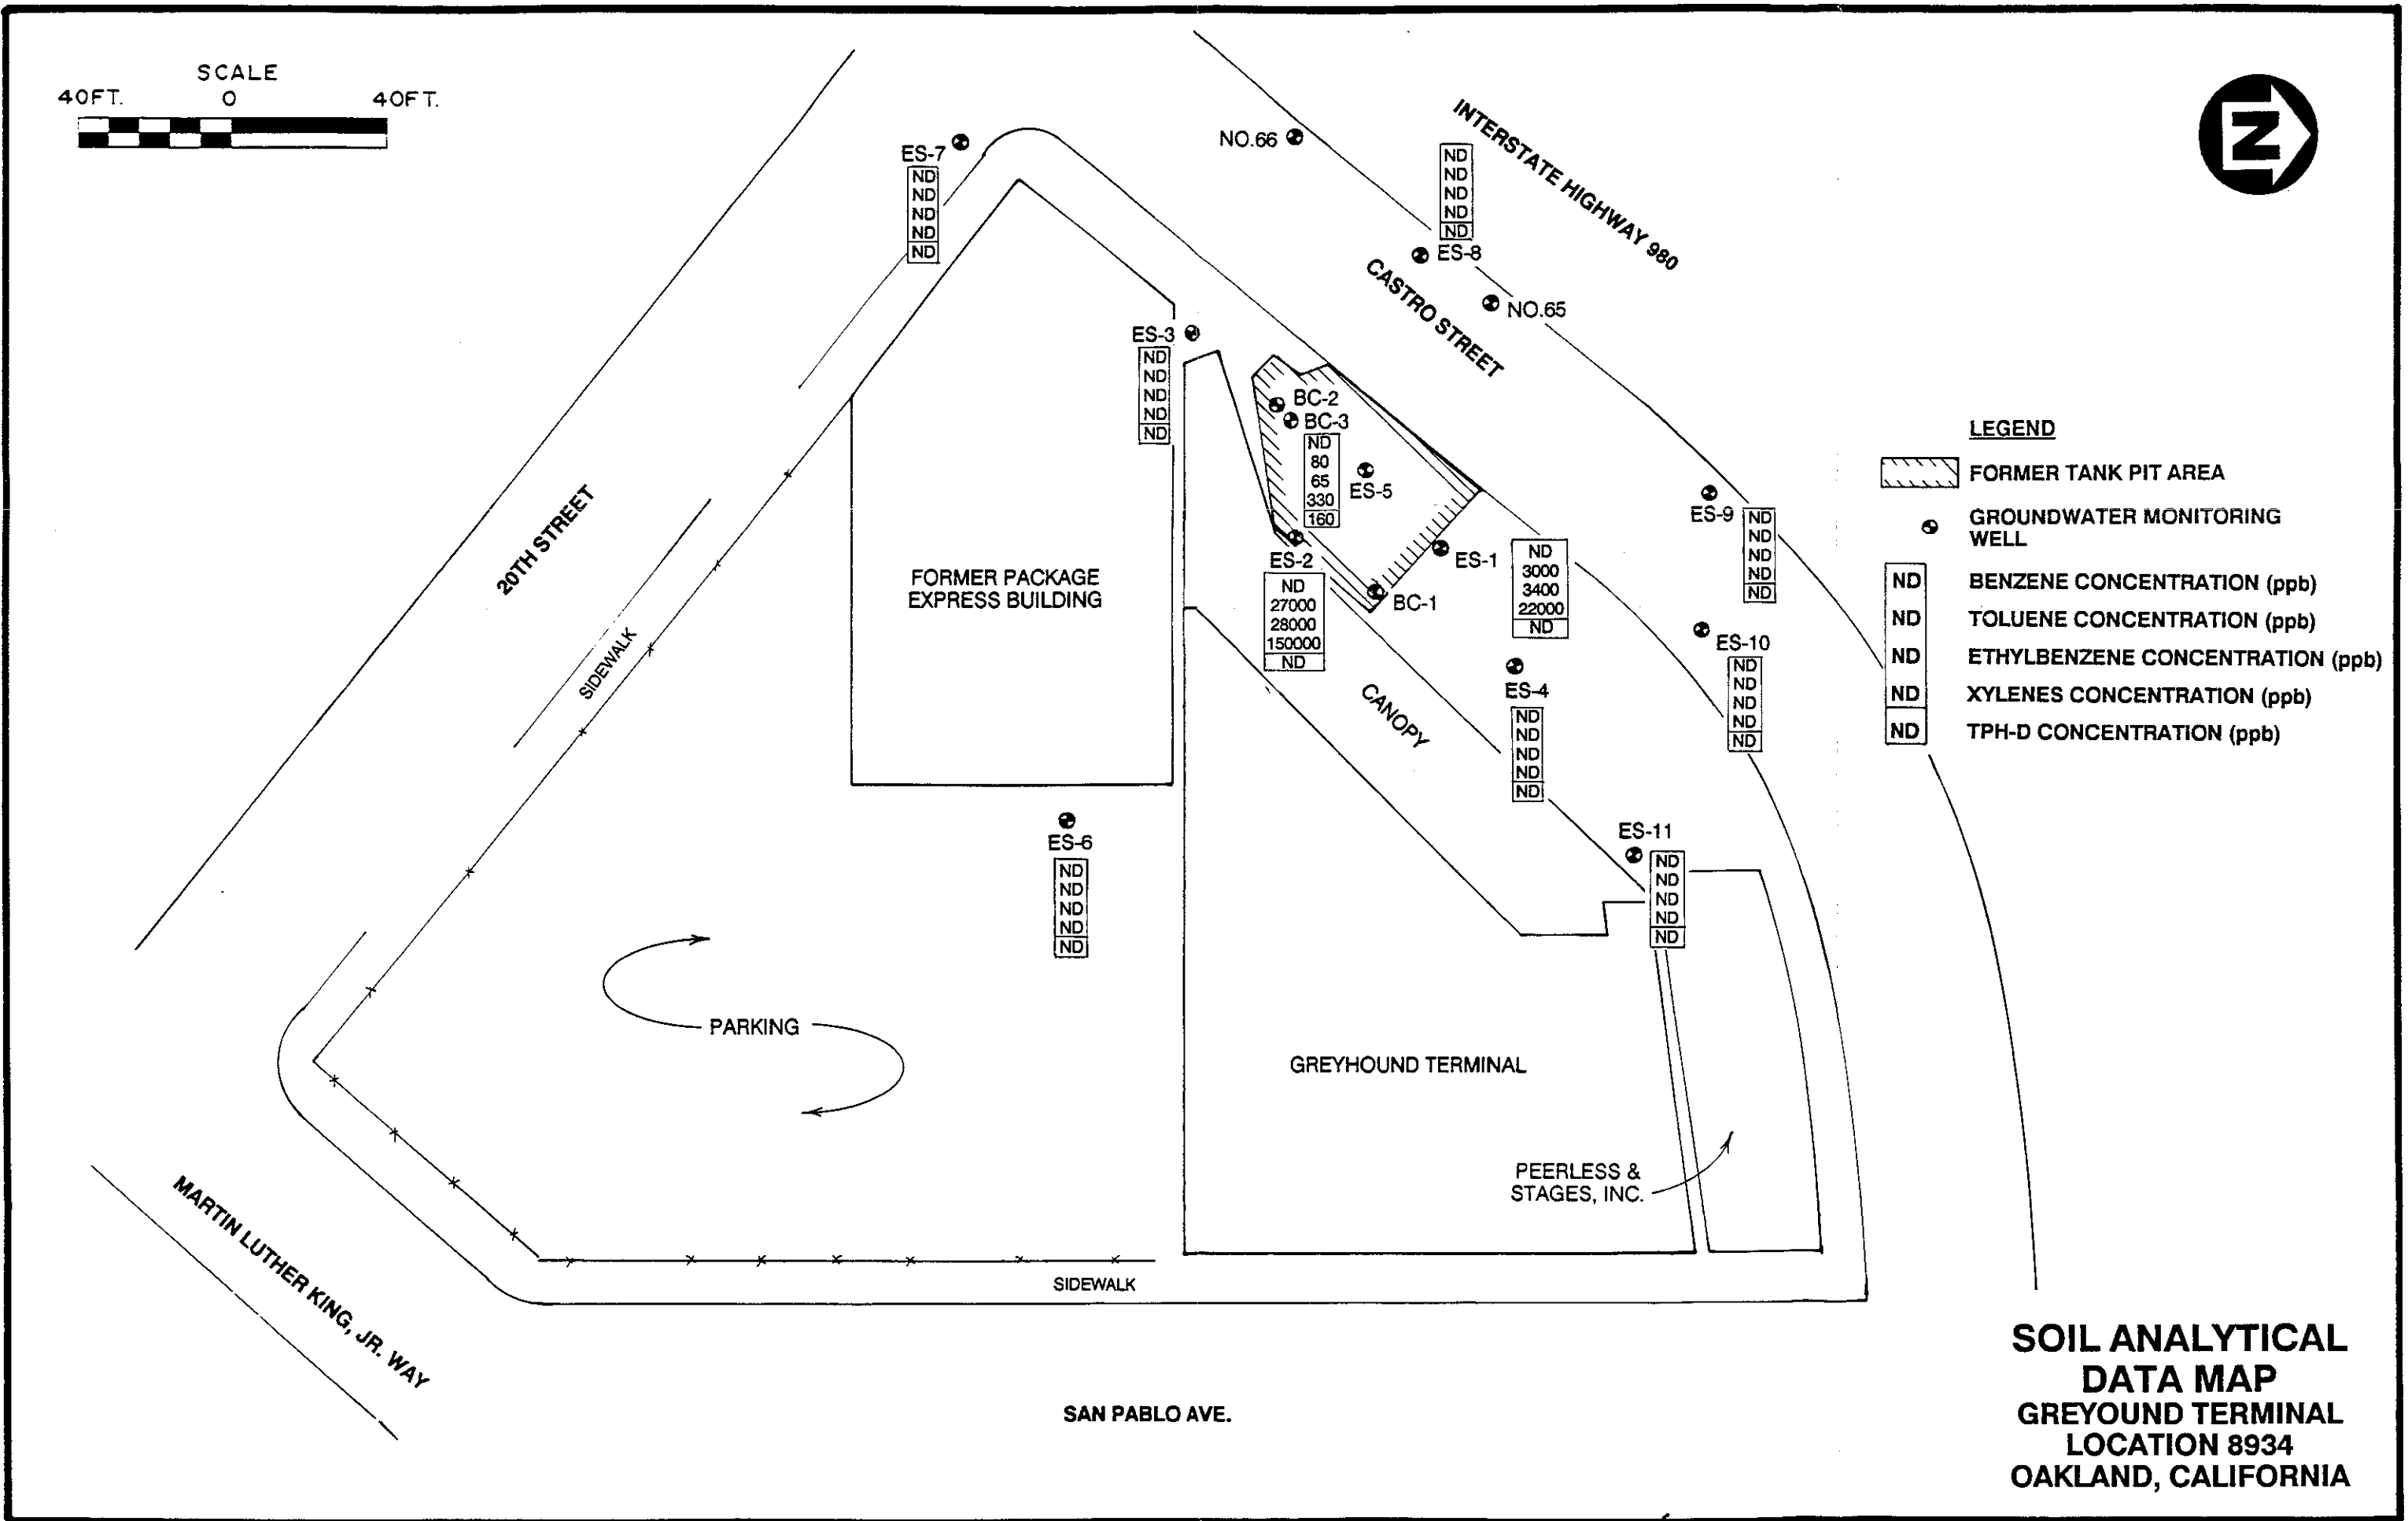 SCALE
40FT. 0 40FT.
N
INTERSTATE HIGHWAY 980
CASTRO STREET
20TH STREET
SIDEWALK
MARTIN LUTHER KING, JR. WAY
SAN PABLO AVE.
SIDEWALK
NO.66
ES-7
ND
ND
ND
ND
ND
ND
ND
ND
ND
ND
ES-8
NO.65
ES-3
ND
ND
ND
ND
ND
BC-2
BC-3
ND
80
65
330
160
ES-5
ES-2
ND
27000
28000
150000
ND
BC-1
ES-1
ND
3000
3400
22000
ND
ES-9
ND
ND
ND
ND
ND
ES-10
ND
ND
ND
ND
ND
ES-4
ND
ND
ND
ND
ND
ES-11
ND
ND
ND
ND
ND
ES-6
ND
ND
ND
ND
ND
FORMER PACKAGE
EXPRESS BUILDING
CANOPY
PARKING
GREYHOUND TERMINAL
PEERLESS &
STAGES, INC.
LEGEND
FORMER TANK PIT AREA
GROUNDWATER MONITORING
WELL
ND BENZENE CONCENTRATION (ppb)
ND TOLUENE CONCENTRATION (ppb)
ND ETHYLBENZENE CONCENTRATION (ppb)
ND XYLENES CONCENTRATION (ppb)
ND TPH-D CONCENTRATION (ppb)
SOIL ANALYTICAL
DATA MAP
GREYOUND TERMINAL
LOCATION 8934
OAKLAND, CALIFORNIA